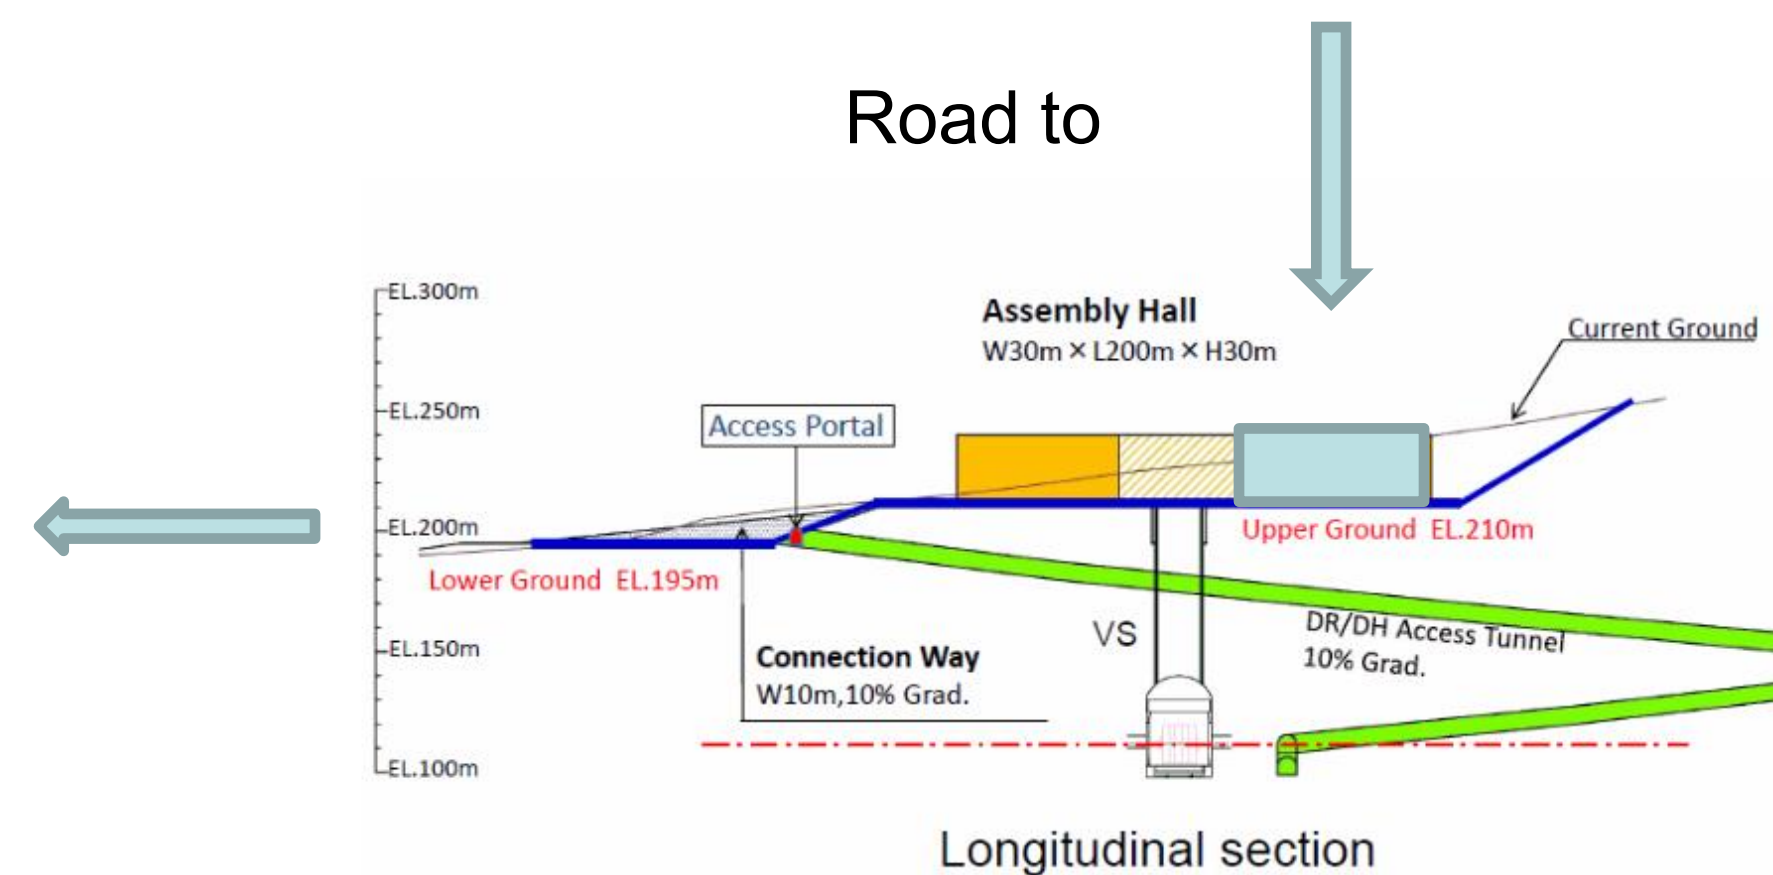 Road to
EL.300m
Assembly Hall
W30m × L200m × H30m
Current Ground
EL.250m
Access Portal
EL.200m
Upper Ground EL.210m
Lower Ground EL.195m
VS
DR/DH Access Tunnel
10% Grad.
EL.150m
Connection Way
W10m,10% Grad.
EL.100m
Longitudinal section